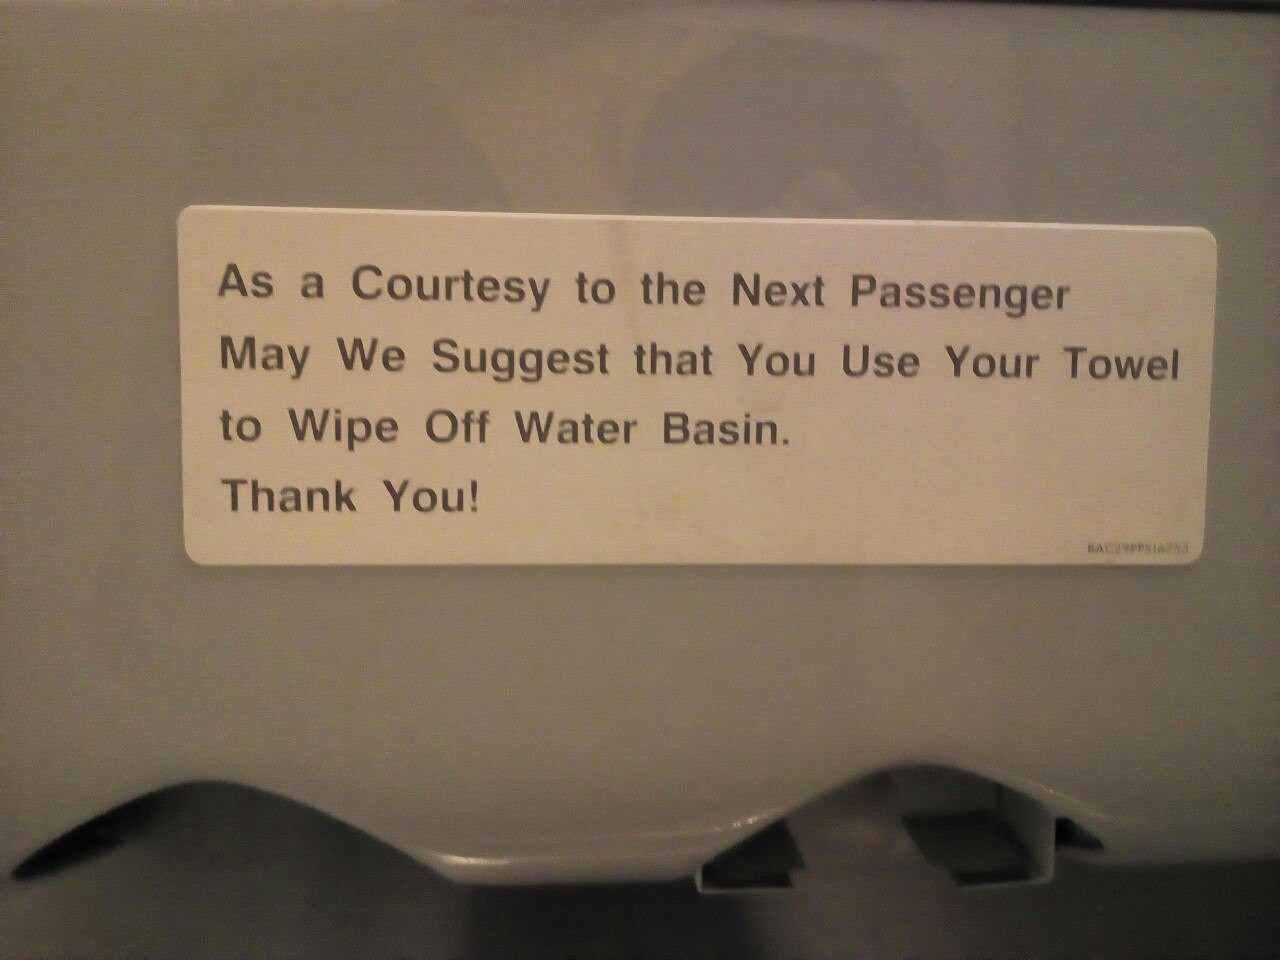 As a Courtesy to the Next Passenger
May We Suggest that You Use Your Towel
to Wipe Off Water Basin.
Thank You!